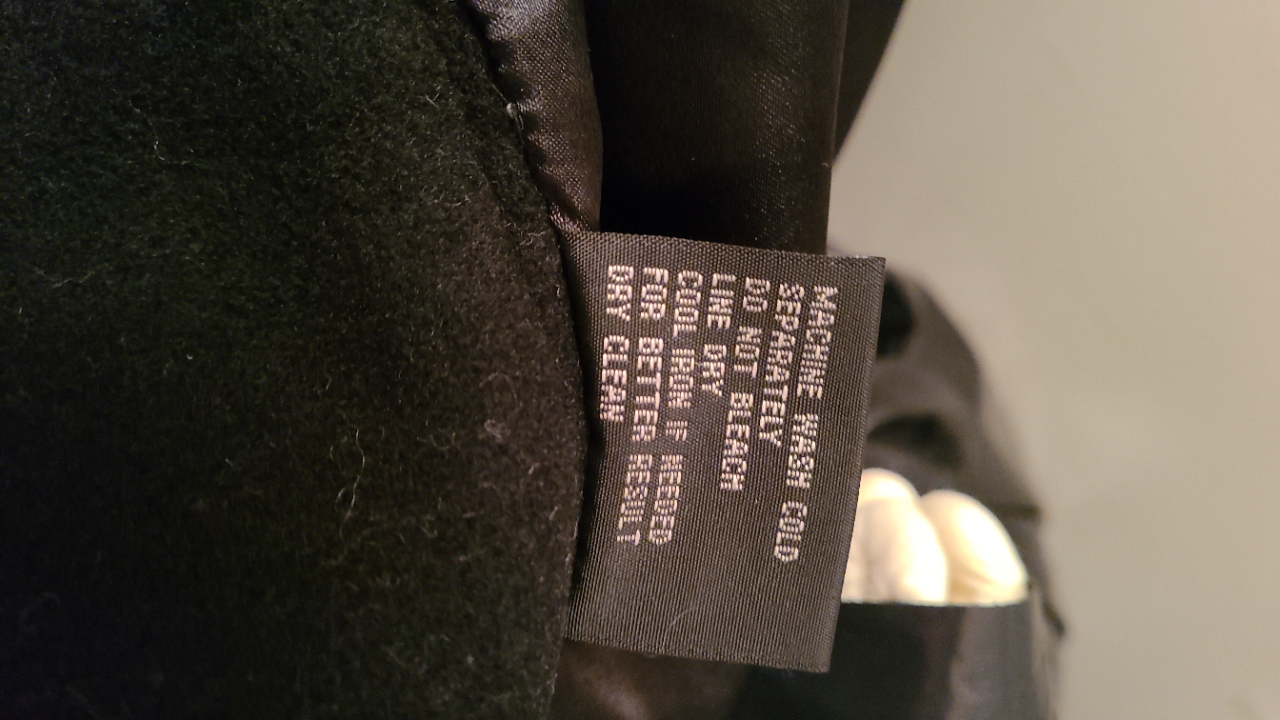 MACHINE WASH COLD
SEPARATELY
DO NOT BLEACH
LINE DRY
COOL IRON IF NEEDED
FOR BETTER RESULT
DRY CLEAN